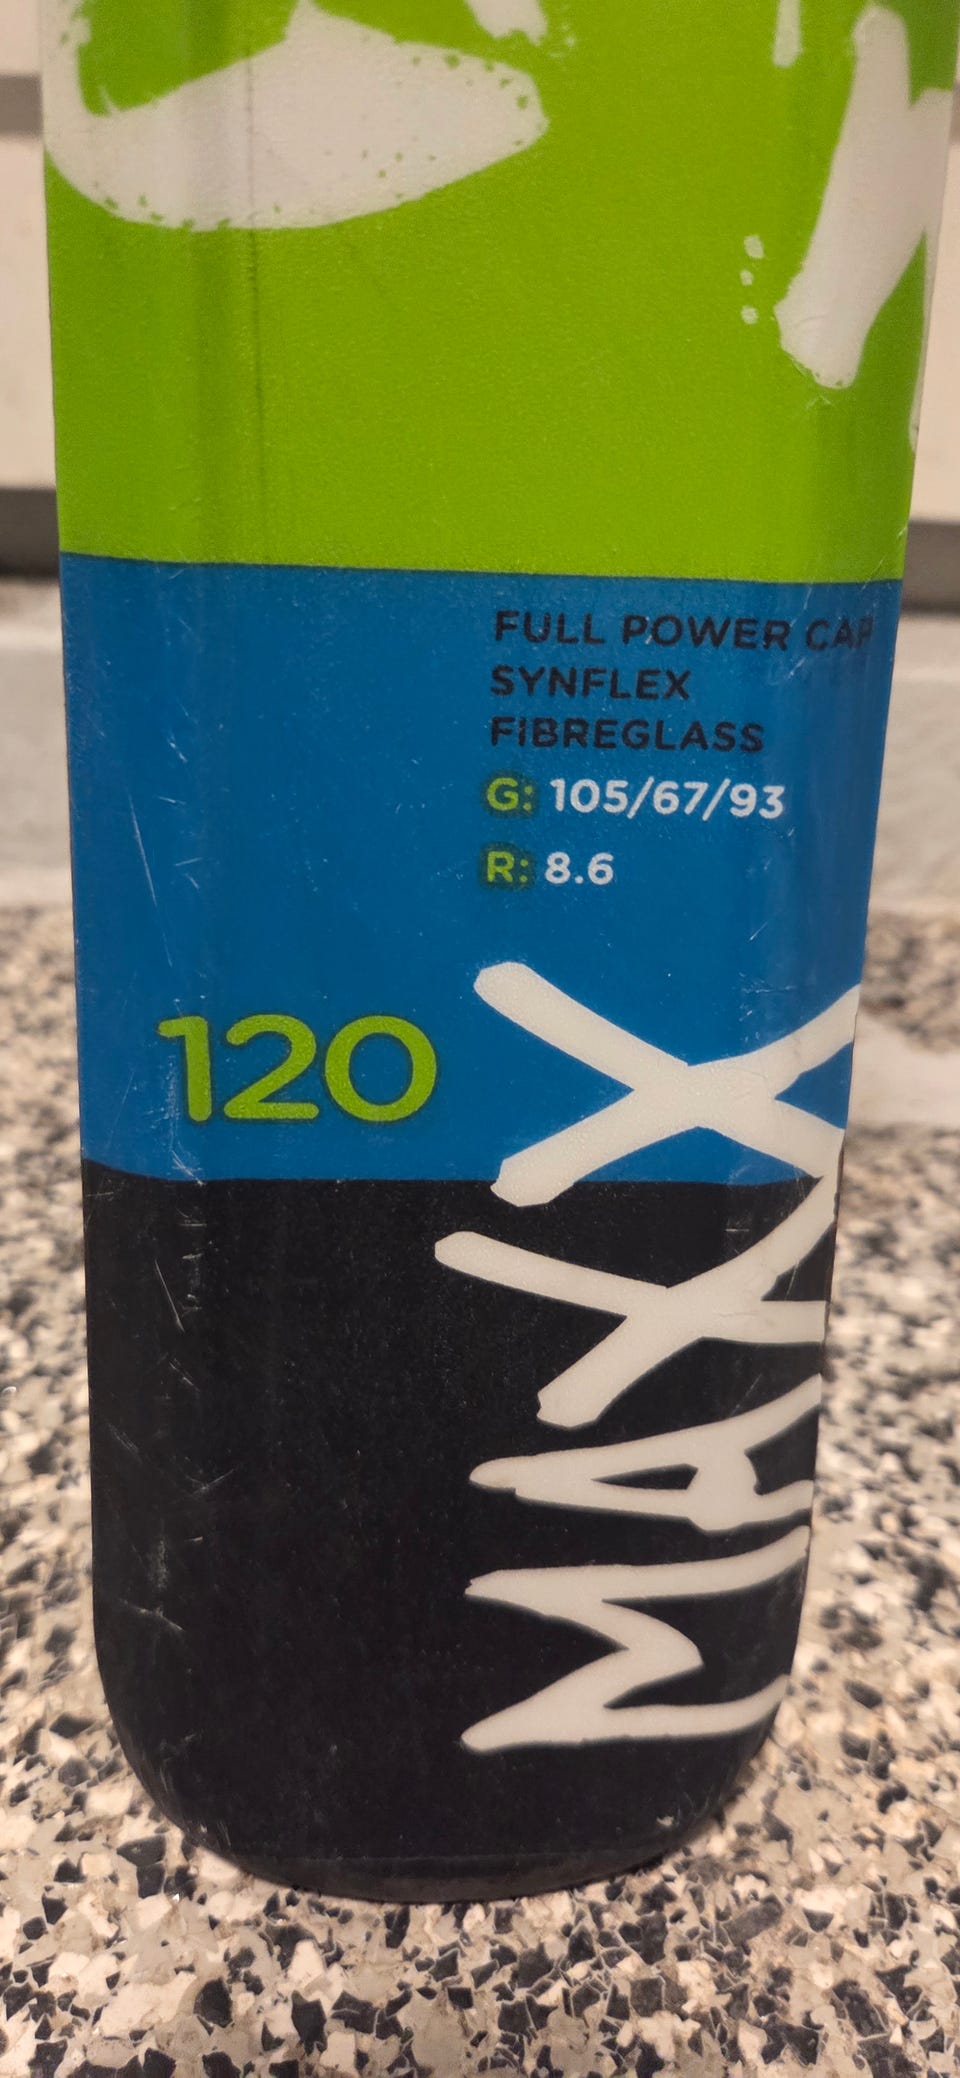 FULL POWER CAP
SYNFLEX
FIBREGLASS
G: 105/67/93
R: 8.6
120
MAXX